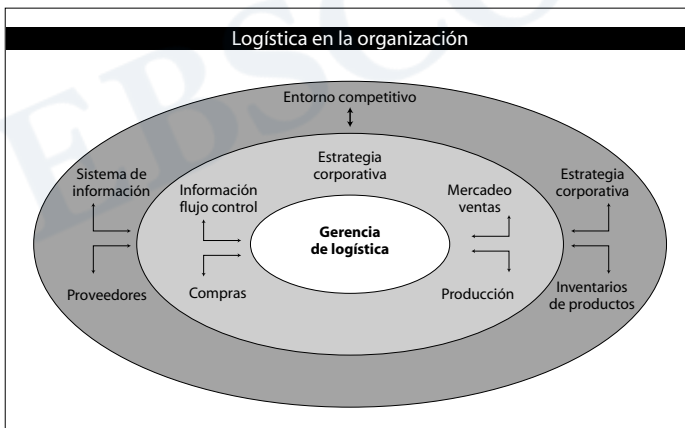 Logística en la organización
Entorno competitivo
Estrategia
corporativa
Sistema de
información
Información
flujo control
Mercadeo
ventas
Estrategia
corporativa
Gerencia
de logística
Proveedores
Compras
Producción
Inventarios
de productos
EBSCO